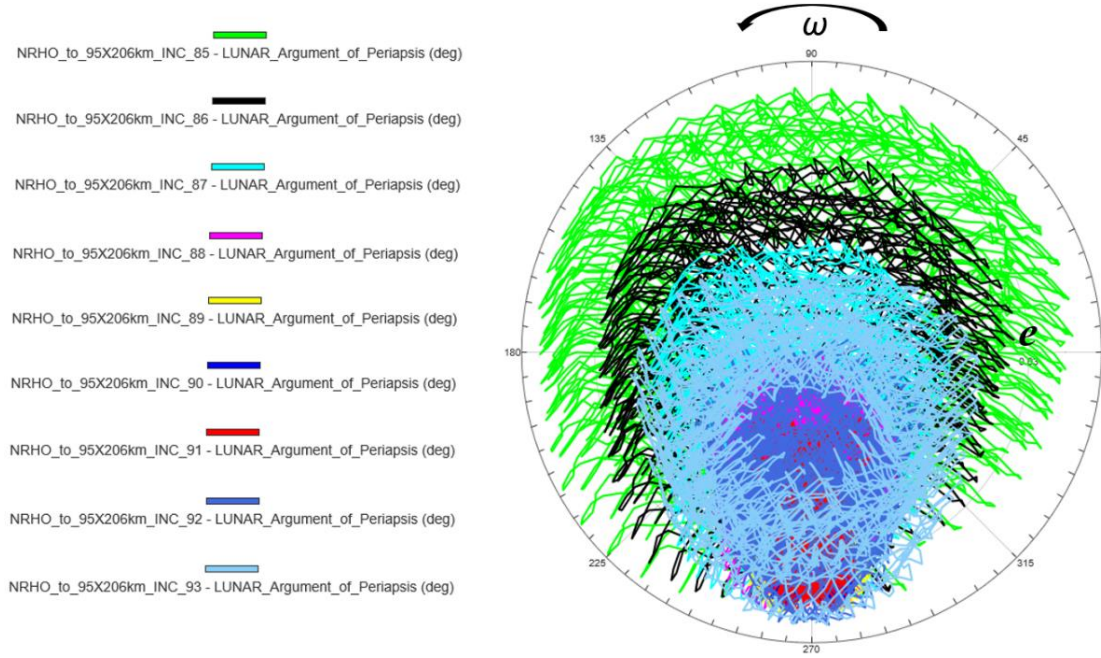 NRHO_to_95X206km_INC_85 - LUNAR_Argument_of_Periapsis (deg)
NRHO_to_95X206km_INC_86 - LUNAR_Argument_of_Periapsis (deg)
NRHO_to_95X206km_INC_87 - LUNAR_Argument_of_Periapsis (deg)
NRHO_to_95X206km_INC_88 - LUNAR_Argument_of_Periapsis (deg)
NRHO_to_95X206km_INC_89 - LUNAR_Argument_of_Periapsis (deg)
NRHO_to_95X206km_INC_90 - LUNAR_Argument_of_Periapsis (deg)
NRHO_to_95X206km_INC_91 - LUNAR_Argument_of_Periapsis (deg)
NRHO_to_95X206km_INC_92 - LUNAR_Argument_of_Periapsis (deg)
NRHO_to_95X206km_INC_93 - LUNAR_Argument_of_Periapsis (deg)
ω
90
135
45
e
180
225
315
270